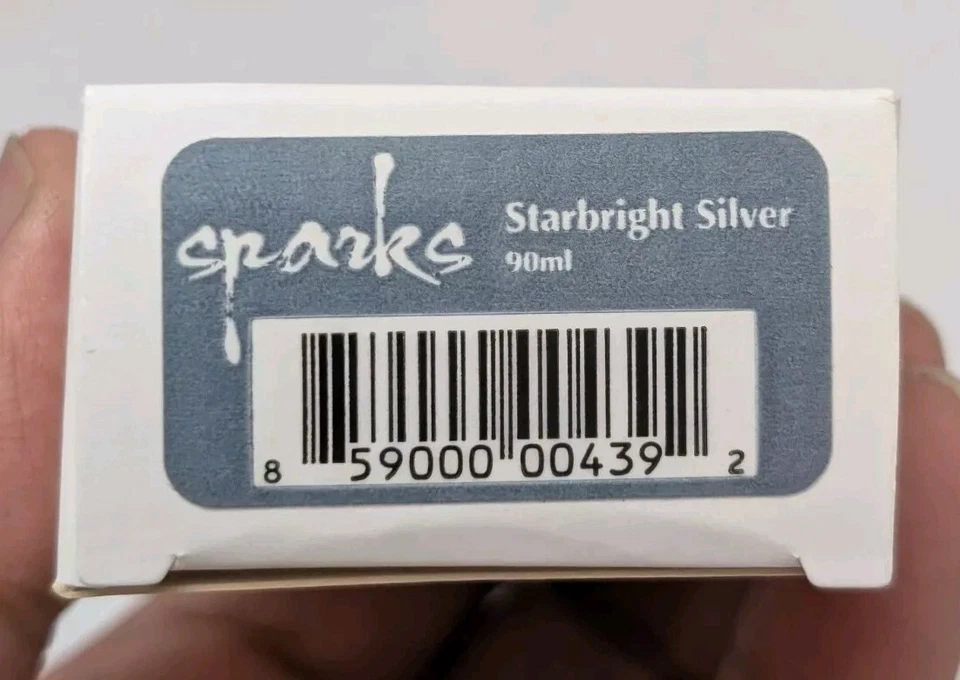 sparks
Starbright Silver
90ml
8 59000 00439 2